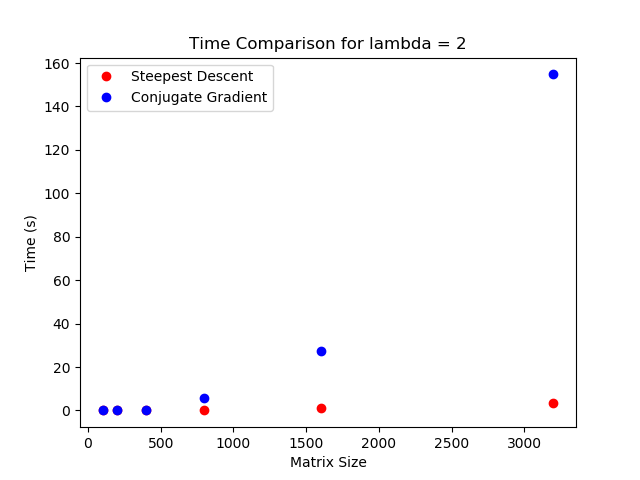 Time Comparison for lambda = 2
Steepest Descent
Conjugate Gradient
160
140
120
100
80
60
40
20
0
Time (s)
0 500 1000 1500 2000 2500 3000
Matrix Size